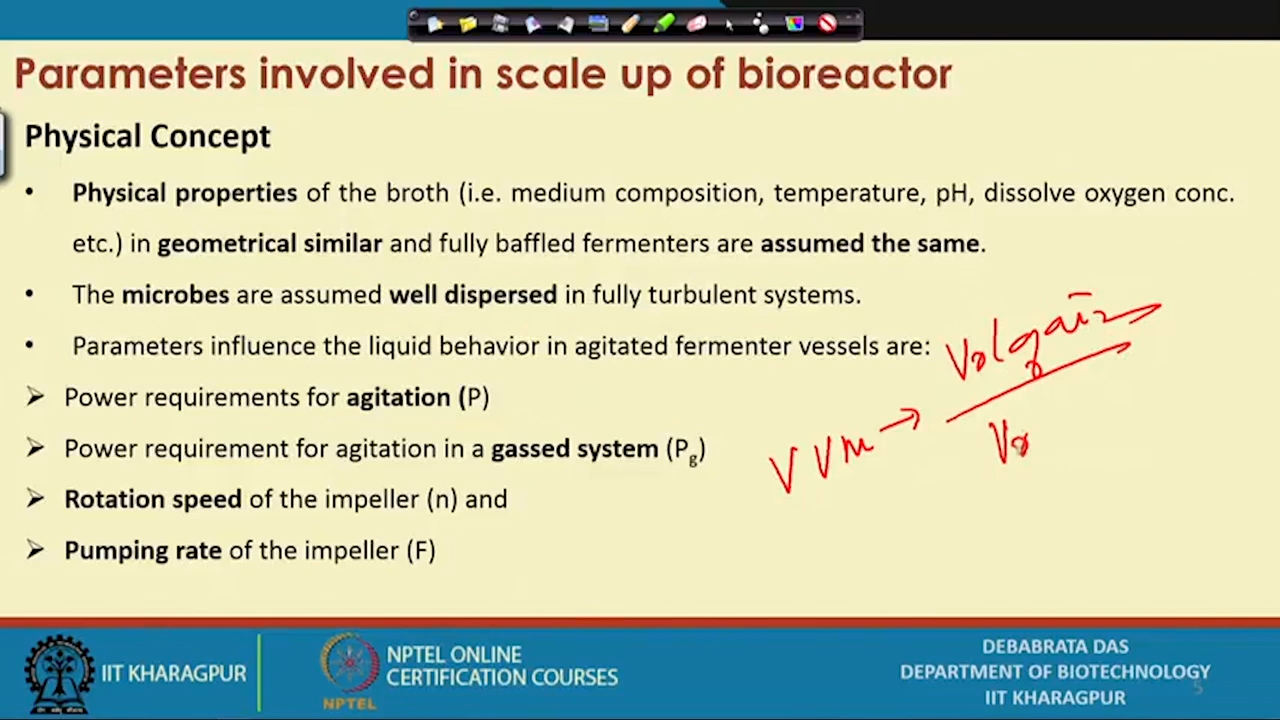 Parameters involved in scale up of bioreactor
Physical Concept
• Physical properties of the broth (i.e. medium composition, temperature, pH, dissolve oxygen conc.
etc.) in geometrical similar and fully baffled fermenters are assumed the same.
• The microbes are assumed well dispersed in fully turbulent systems.
• Parameters influence the liquid behavior in agitated fermenter vessels are:
➢ Power requirements for agitation (P)
➢ Power requirement for agitation in a gassed system (Pg)
➢ Rotation speed of the impeller (n) and
➢ Pumping rate of the impeller (F)
VVM →
Vol
IIT KHARAGPUR
NPTEL
NPTEL ONLINE
CERTIFICATION COURSES
DEBABRATA DAS
DEPARTMENT OF BIOTECHNOLOGY
IIT KHARAGPUR
5